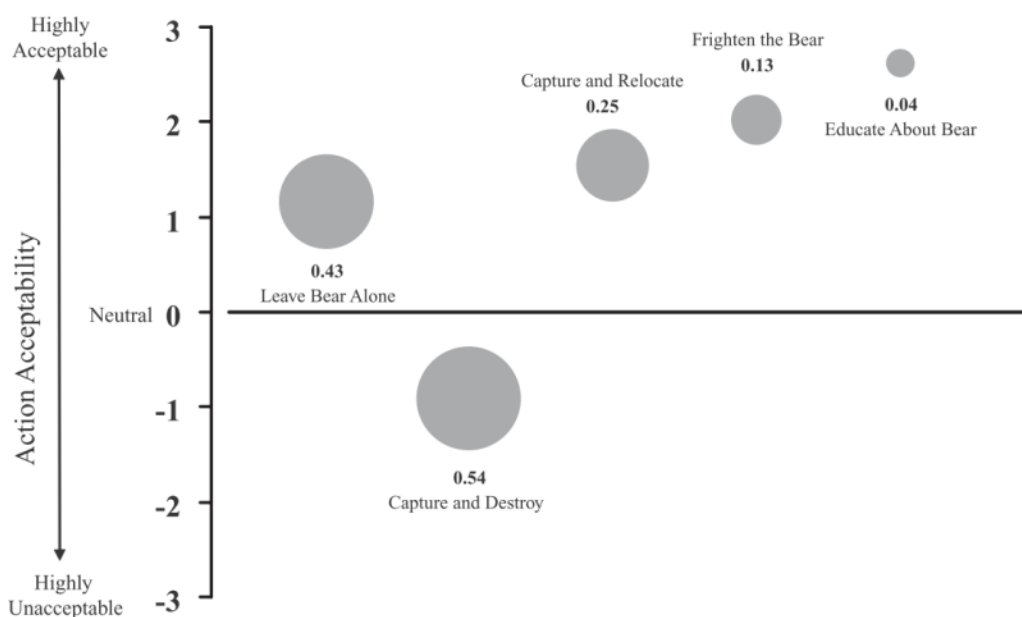 Highly
Acceptable
Action Acceptability
Highly
Unacceptable
3
2
1
Neutral 0
-1
-2
-3
0.43
Leave Bear Alone
0.54
Capture and Destroy
Capture and Relocate
0.25
Frighten the Bear
0.13
0.04
Educate About Bear